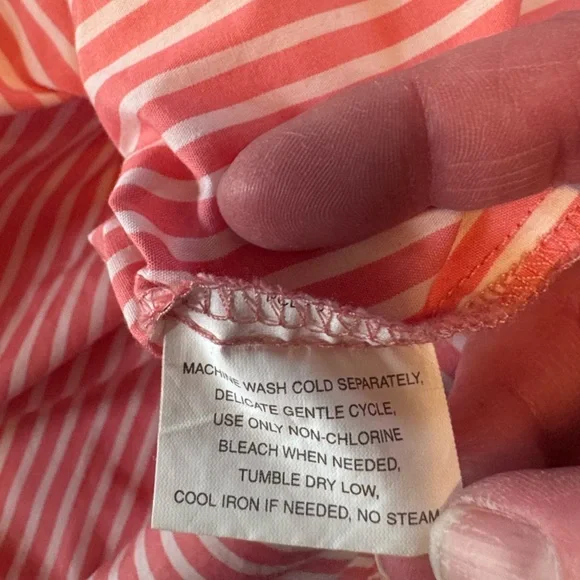 MACHINE WASH COLD SEPARATELY,
DELICATE GENTLE CYCLE,
USE ONLY NON-CHLORINE
BLEACH WHEN NEEDED,
TUMBLE DRY LOW,
COOL IRON IF NEEDED, NO STEAM